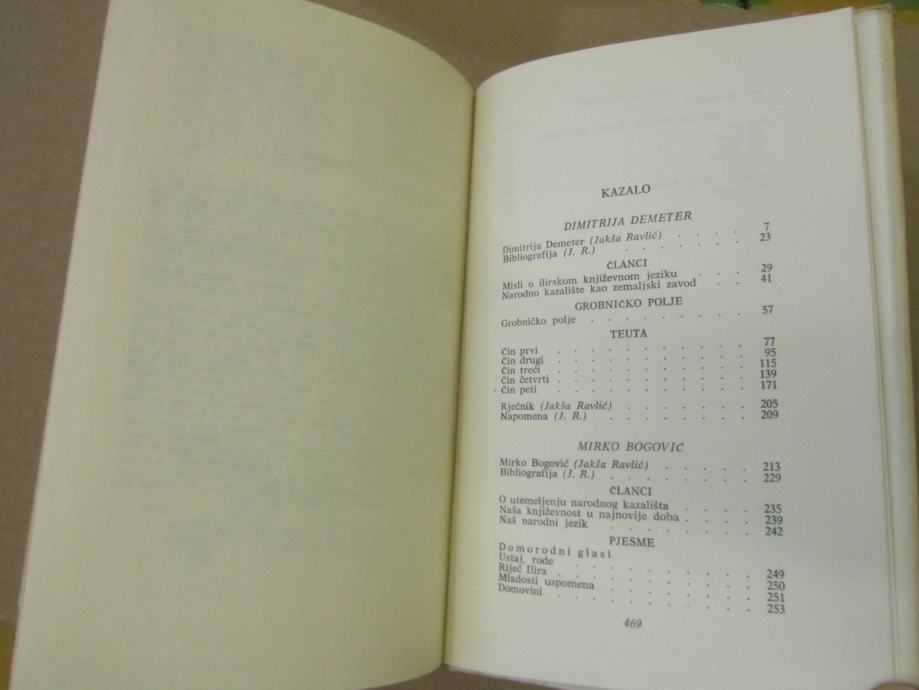 KAZALO
DIMITRIJA DEMETER
Dimitrija Demeter (Jakša Ravlić) . . . . 7
Bibliografija (J. R.) . . . . . . . 23
ČLANCI
Misli o ilirskom književnom jeziku . . . . 29
Narodno kazalište kao zemaljski zavod . . . 41
GROBNIČKO POLJE
Grobničko polje . . . . . . . . . 57
TEUTA
Čin prvi . . . . . . . . . . . 77
Čin drugi . . . . . . . . . . . 95
Čin treći . . . . . . . . . . . 115
Čin četvrti . . . . . . . . . . . 139
Čin peti . . . . . . . . . . . 171
Rječnik (Jakša Ravlić) . . . . . . . 205
Napomena (J. R.) . . . . . . . . 209
MIRKO BOGOVIĆ
Mirko Bogović (Jakša Ravlić) . . . . . . 213
Bibliografija (J. R.) . . . . . . . . 229
ČLANCI
O utemeljenju narodnog kazališta . . . . . 235
Naša književnost u najnovije doba . . . . 239
Naš narodni jezik . . . . . . . . 242
PJESME
Domorodni glasi
Ustaj, rode . . . . . . . . . . 249
Riječ Ilira . . . . . . . . . . 250
Mladosti uspomena . . . . . . . . 251
Domovini . . . . . . . . . . 253
469